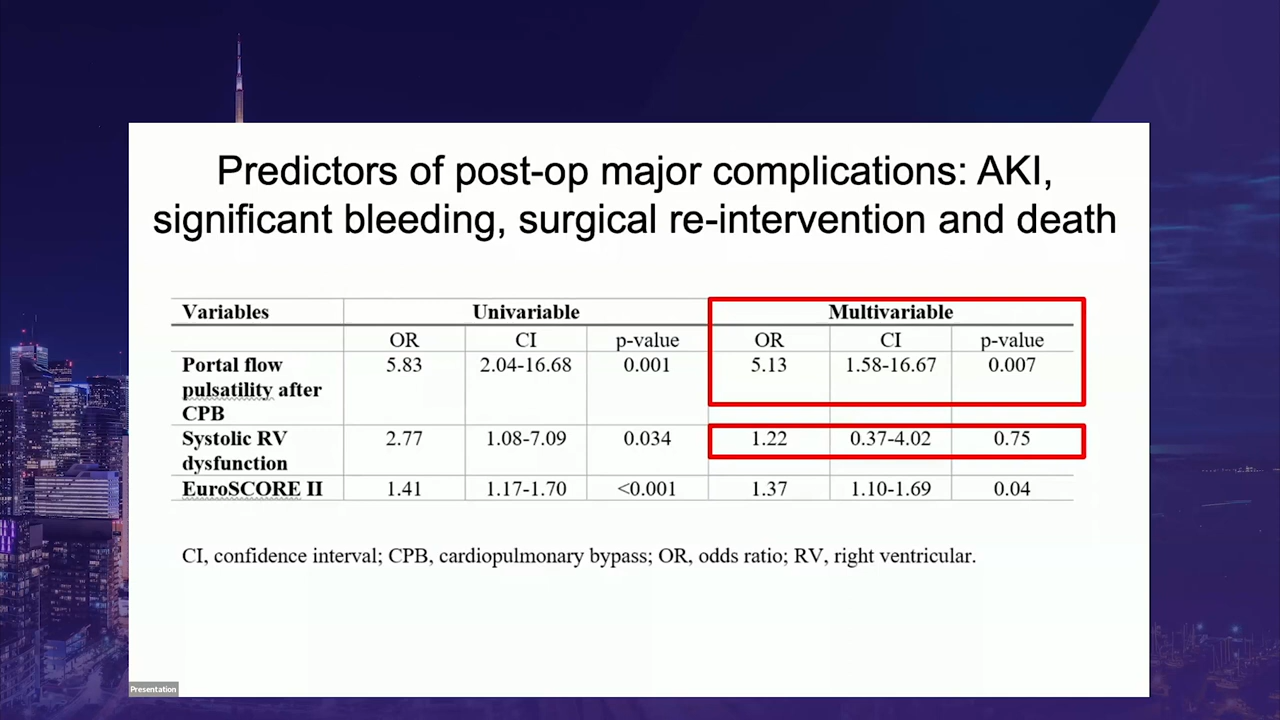 Predictors of post-op major complications: AKI,
significant bleeding, surgical re-intervention and death
Variables Univariable Multivariable
OR CI p-value OR CI p-value
Portal flow pulsatility after CPB 5.83 2.04-16.68 0.001 5.13 1.58-16.67 0.007
Systolic RV dysfunction 2.77 1.08-7.09 0.034 1.22 0.37-4.02 0.75
EuroSCORE II 1.41 1.17-1.70 <0.001 1.37 1.10-1.69 0.04
CI, confidence interval; CPB, cardiopulmonary bypass; OR, odds ratio; RV, right ventricular.
Presentation